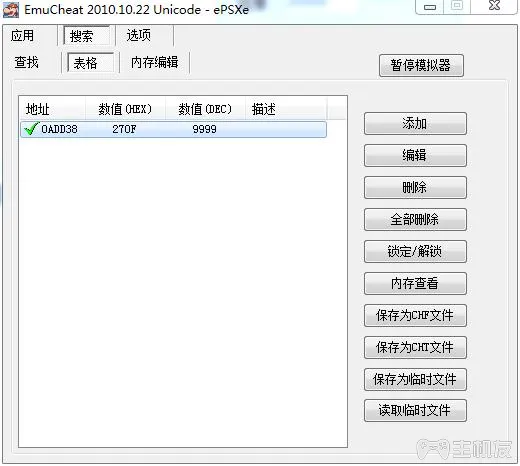 EmuCheat 2010.10.22 Unicode - ePSXe
应用 搜索 选项
查找 表格 内存编辑
暂停模拟器
地址 数值(HEX) 数值(DEC) 描述
0ADD38 270F 9999
添加
编辑
删除
全部删除
锁定/解锁
内存查看
保存为CHF文件
保存为CHT文件
保存为临时文件
读取临时文件
主机友